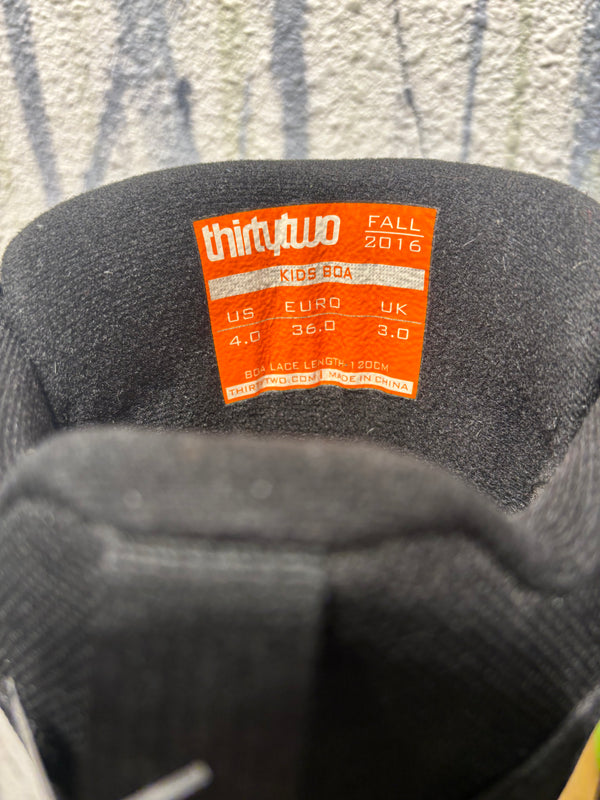 thirtytwo
FALL
2016
KIDS BOA
US EURO UK
4.0 36.0 3.0
BOA LACE LENGTH-120CM
THIRTYTWO.COM | MADE IN CHINA